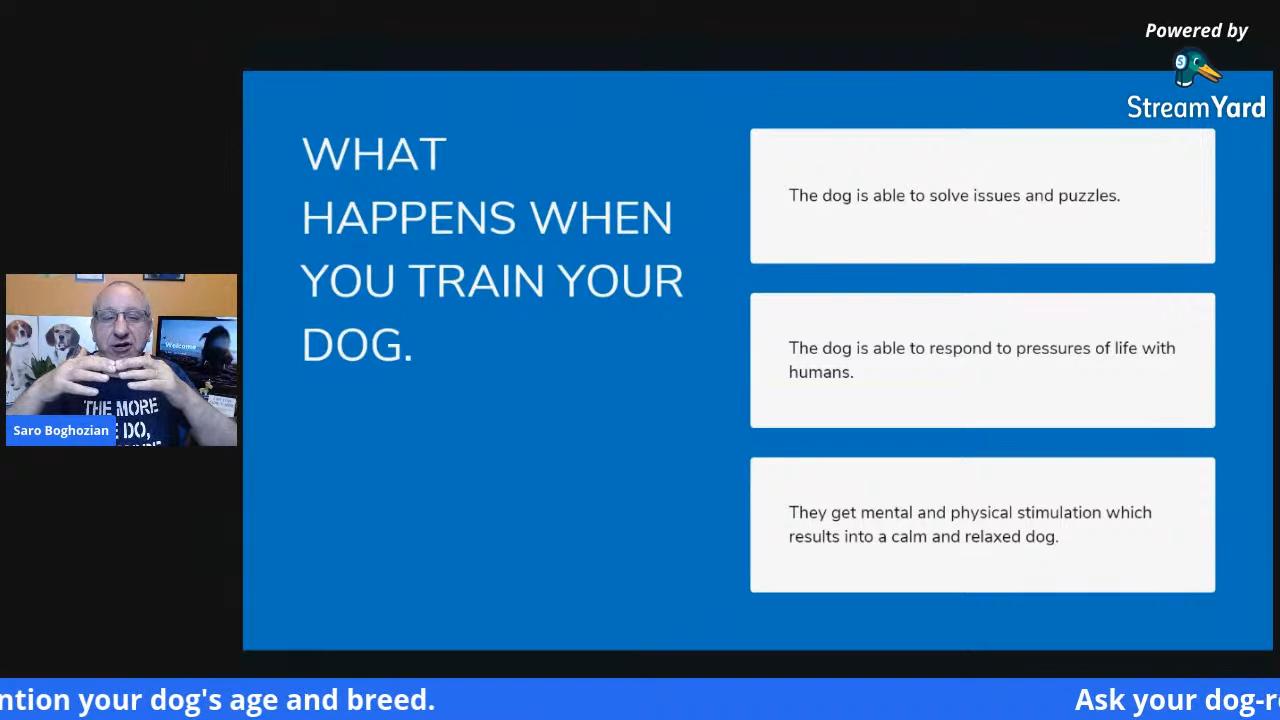 Powered by
StreamYard
WHAT
HAPPENS WHEN
YOU TRAIN YOUR
DOG.
The dog is able to solve issues and puzzles.
The dog is able to respond to pressures of life with
humans.
They get mental and physical stimulation which
results into a calm and relaxed dog.
Welcome
THE MORE
DO,
Saro Boghozian
your dog's age and breed.
Ask your